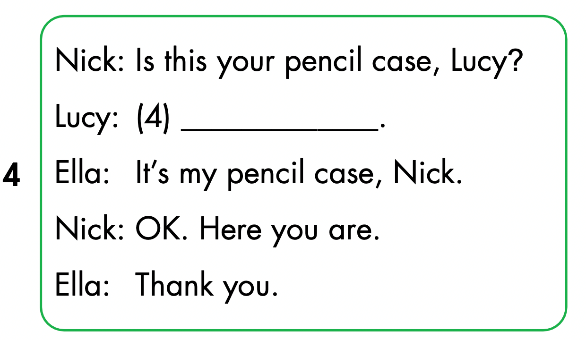 Nick: Is this your pencil case, Lucy?
Lucy: (4) ____________.
4 Ella: It's my pencil case, Nick.
Nick: OK. Here you are.
Ella: Thank you.